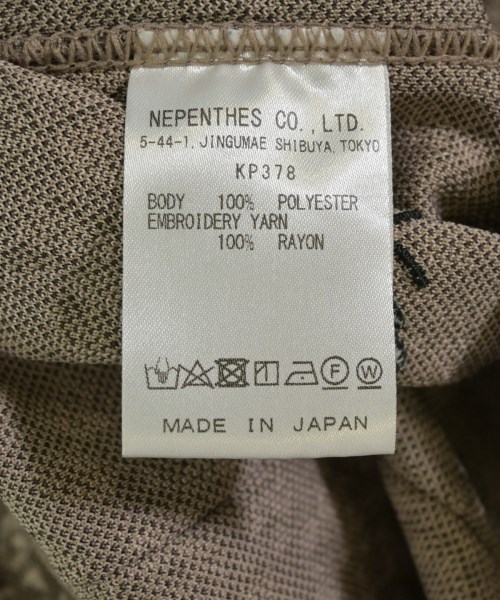 NEPENTHES CO.,LTD.
5-44-1, JINGUMAE SHIBUYA, TOKYO
KP378
BODY 100% POLYESTER
EMBROIDERY YARN
100% RAYON
F W
MADE IN JAPAN